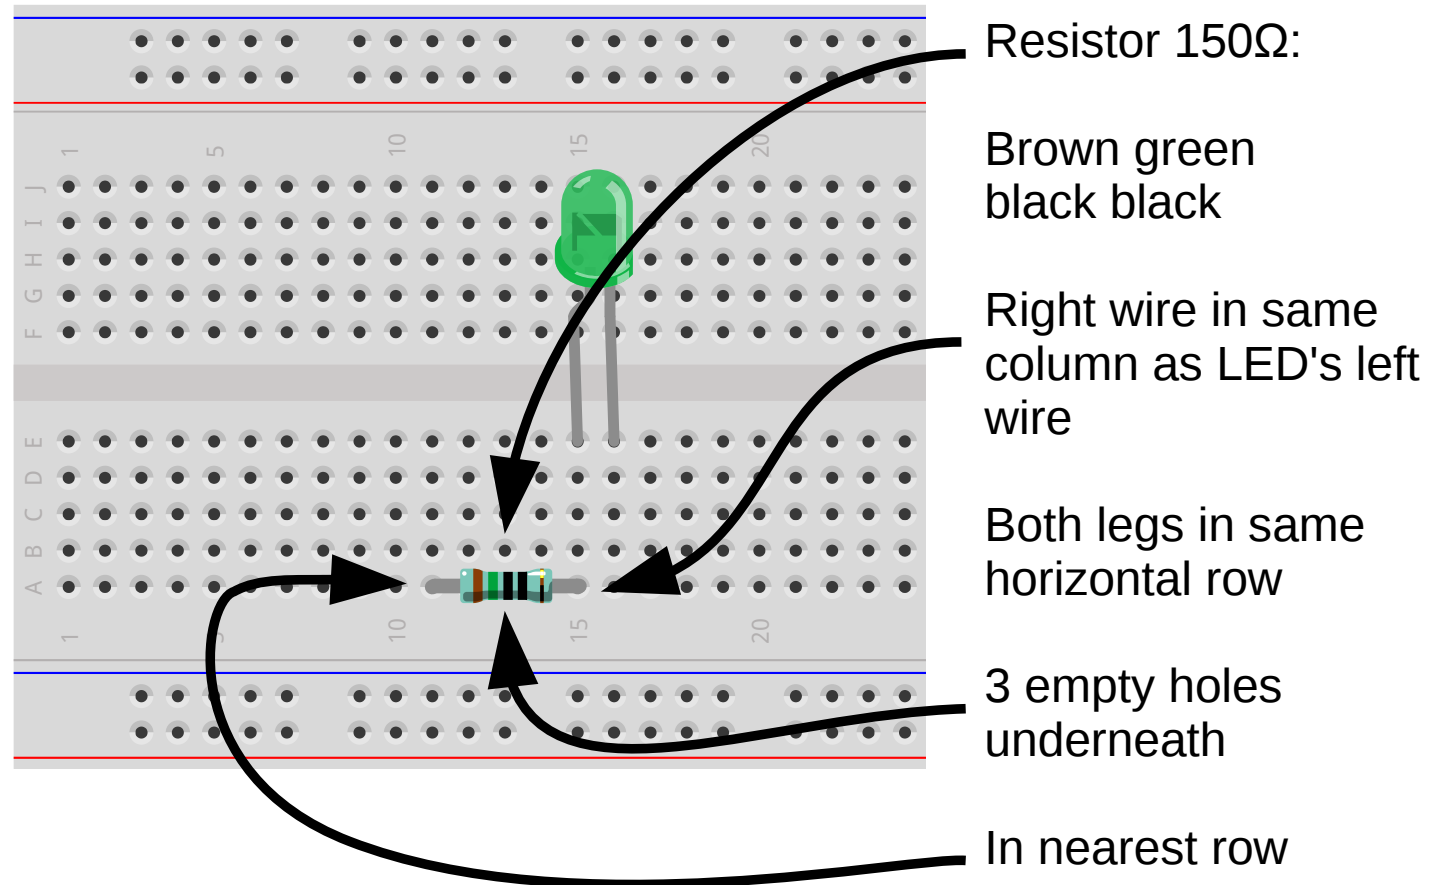 Resistor 150Ω:
Brown green
black black
Right wire in same
column as LED's left
wire
Both legs in same
horizontal row
3 empty holes
underneath
In nearest row
1 5 10 15 20
J
I
H
G
F
E
D
C
B
A
1 5 10 15 20